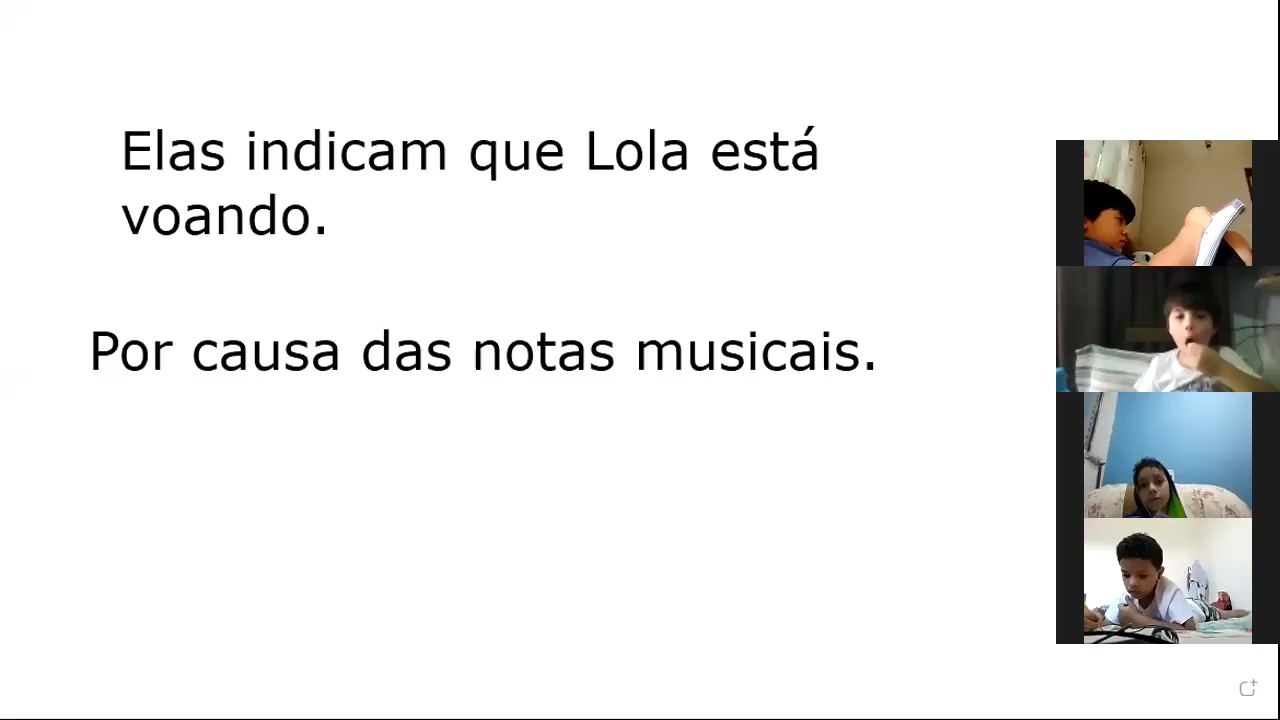 Elas indicam que Lola está
voando.
Por causa das notas musicais.